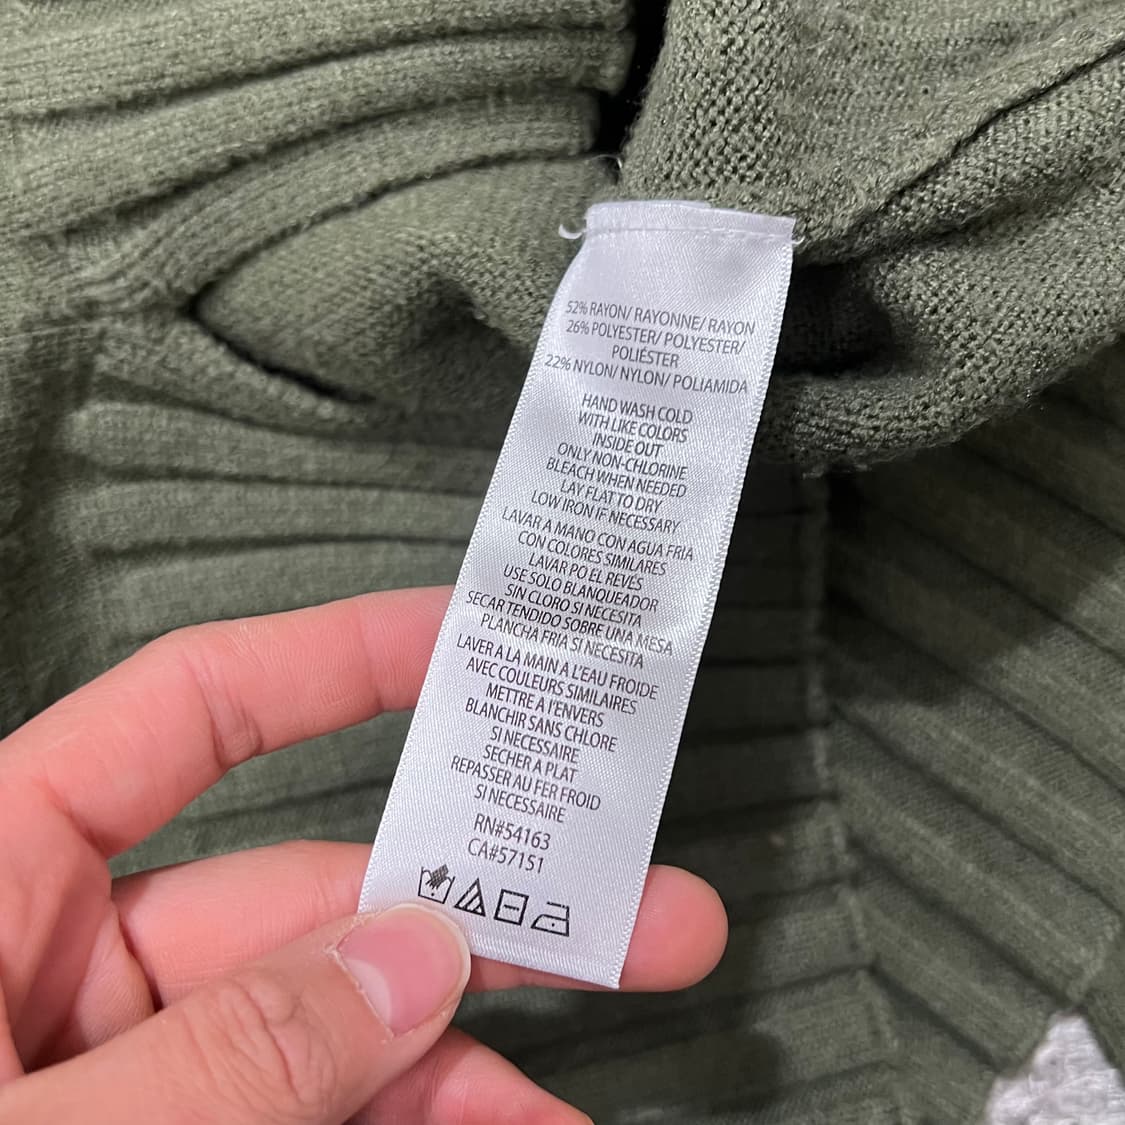 52% RAYON/ RAYONNE/ RAYON
26% POLYESTER/ POLYESTER/
POLIÉSTER
22% NYLON/ NYLON/ POLIAMIDA
HAND WASH COLD
WITH LIKE COLORS
INSIDE OUT
ONLY NON-CHLORINE
BLEACH WHEN NEEDED
LAY FLAT TO DRY
LOW IRON IF NECESSARY
LAVAR A MANO CON AGUA FRIA
CON COLORES SIMILARES
LAVAR PO EL REVES
USE SOLO BLANQUEADOR
SIN CLORO SI NECESITA
SECAR TENDIDO SOBRE UNA MESA
PLANCHA FRIA SI NECESITA
LAVER A LA MAIN A L'EAU FROIDE
AVEC COULEURS SIMILAIRES
METTRE A l'ENVERS
BLANCHIR SANS CHLORE
SI NECESSAIRE
SECHER A PLAT
REPASSER AU FER FROID
SI NECESSAIRE
RN#54163
CA#57151